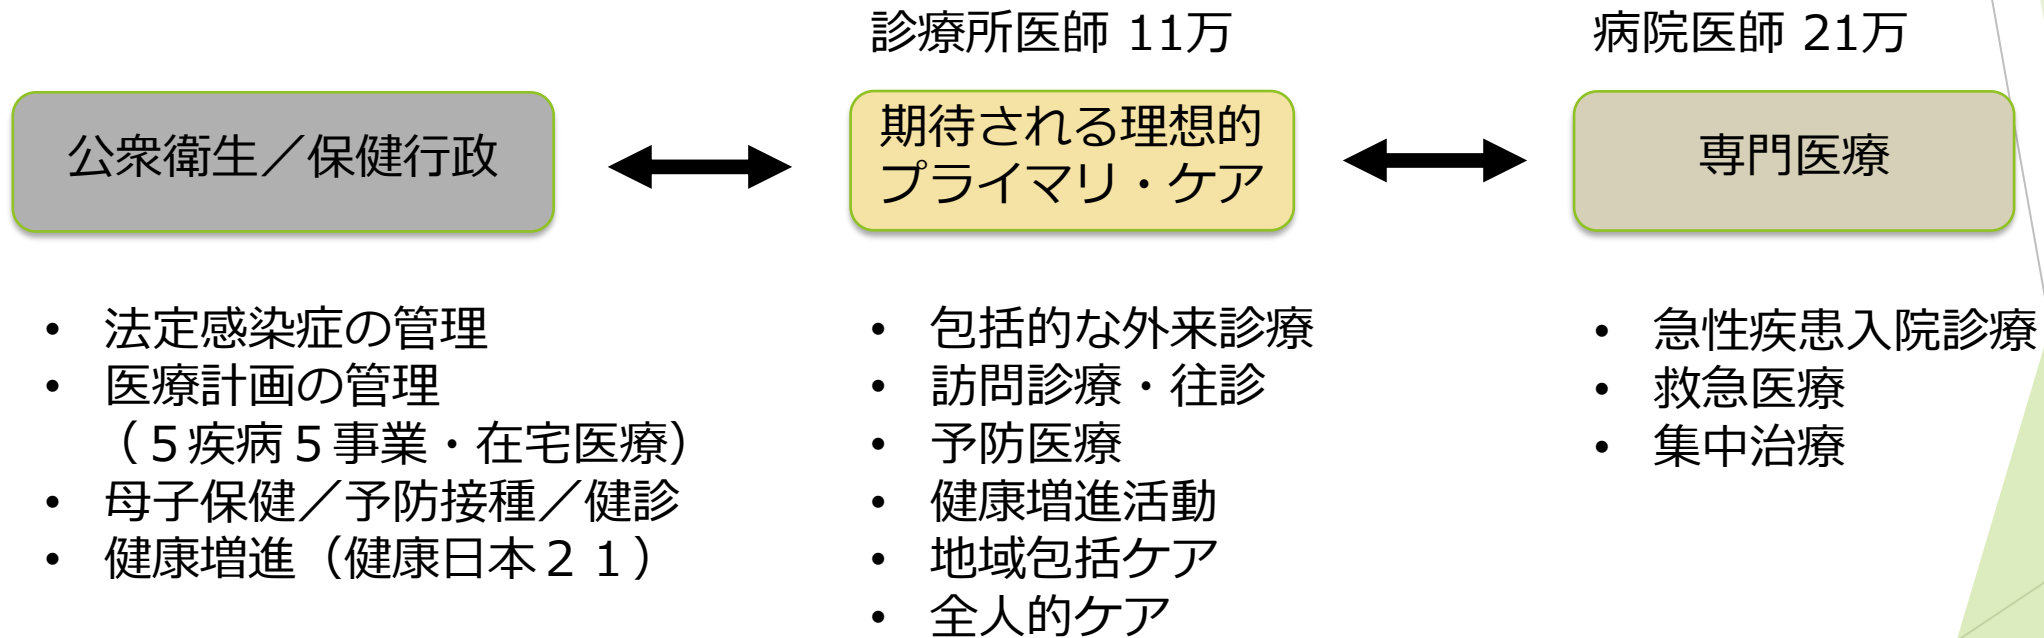 診療所医師 11万
病院医師 21万
公衆衛生／保健行政
期待される理想的
プライマリ・ケア
専門医療
• 法定感染症の管理
• 医療計画の管理
（５疾病５事業・在宅医療）
• 母子保健／予防接種／健診
• 健康増進（健康日本２１）
• 包括的な外来診療
• 訪問診療・往診
• 予防医療
• 健康増進活動
• 地域包括ケア
• 全人的ケア
• 急性疾患入院診療
• 救急医療
• 集中治療